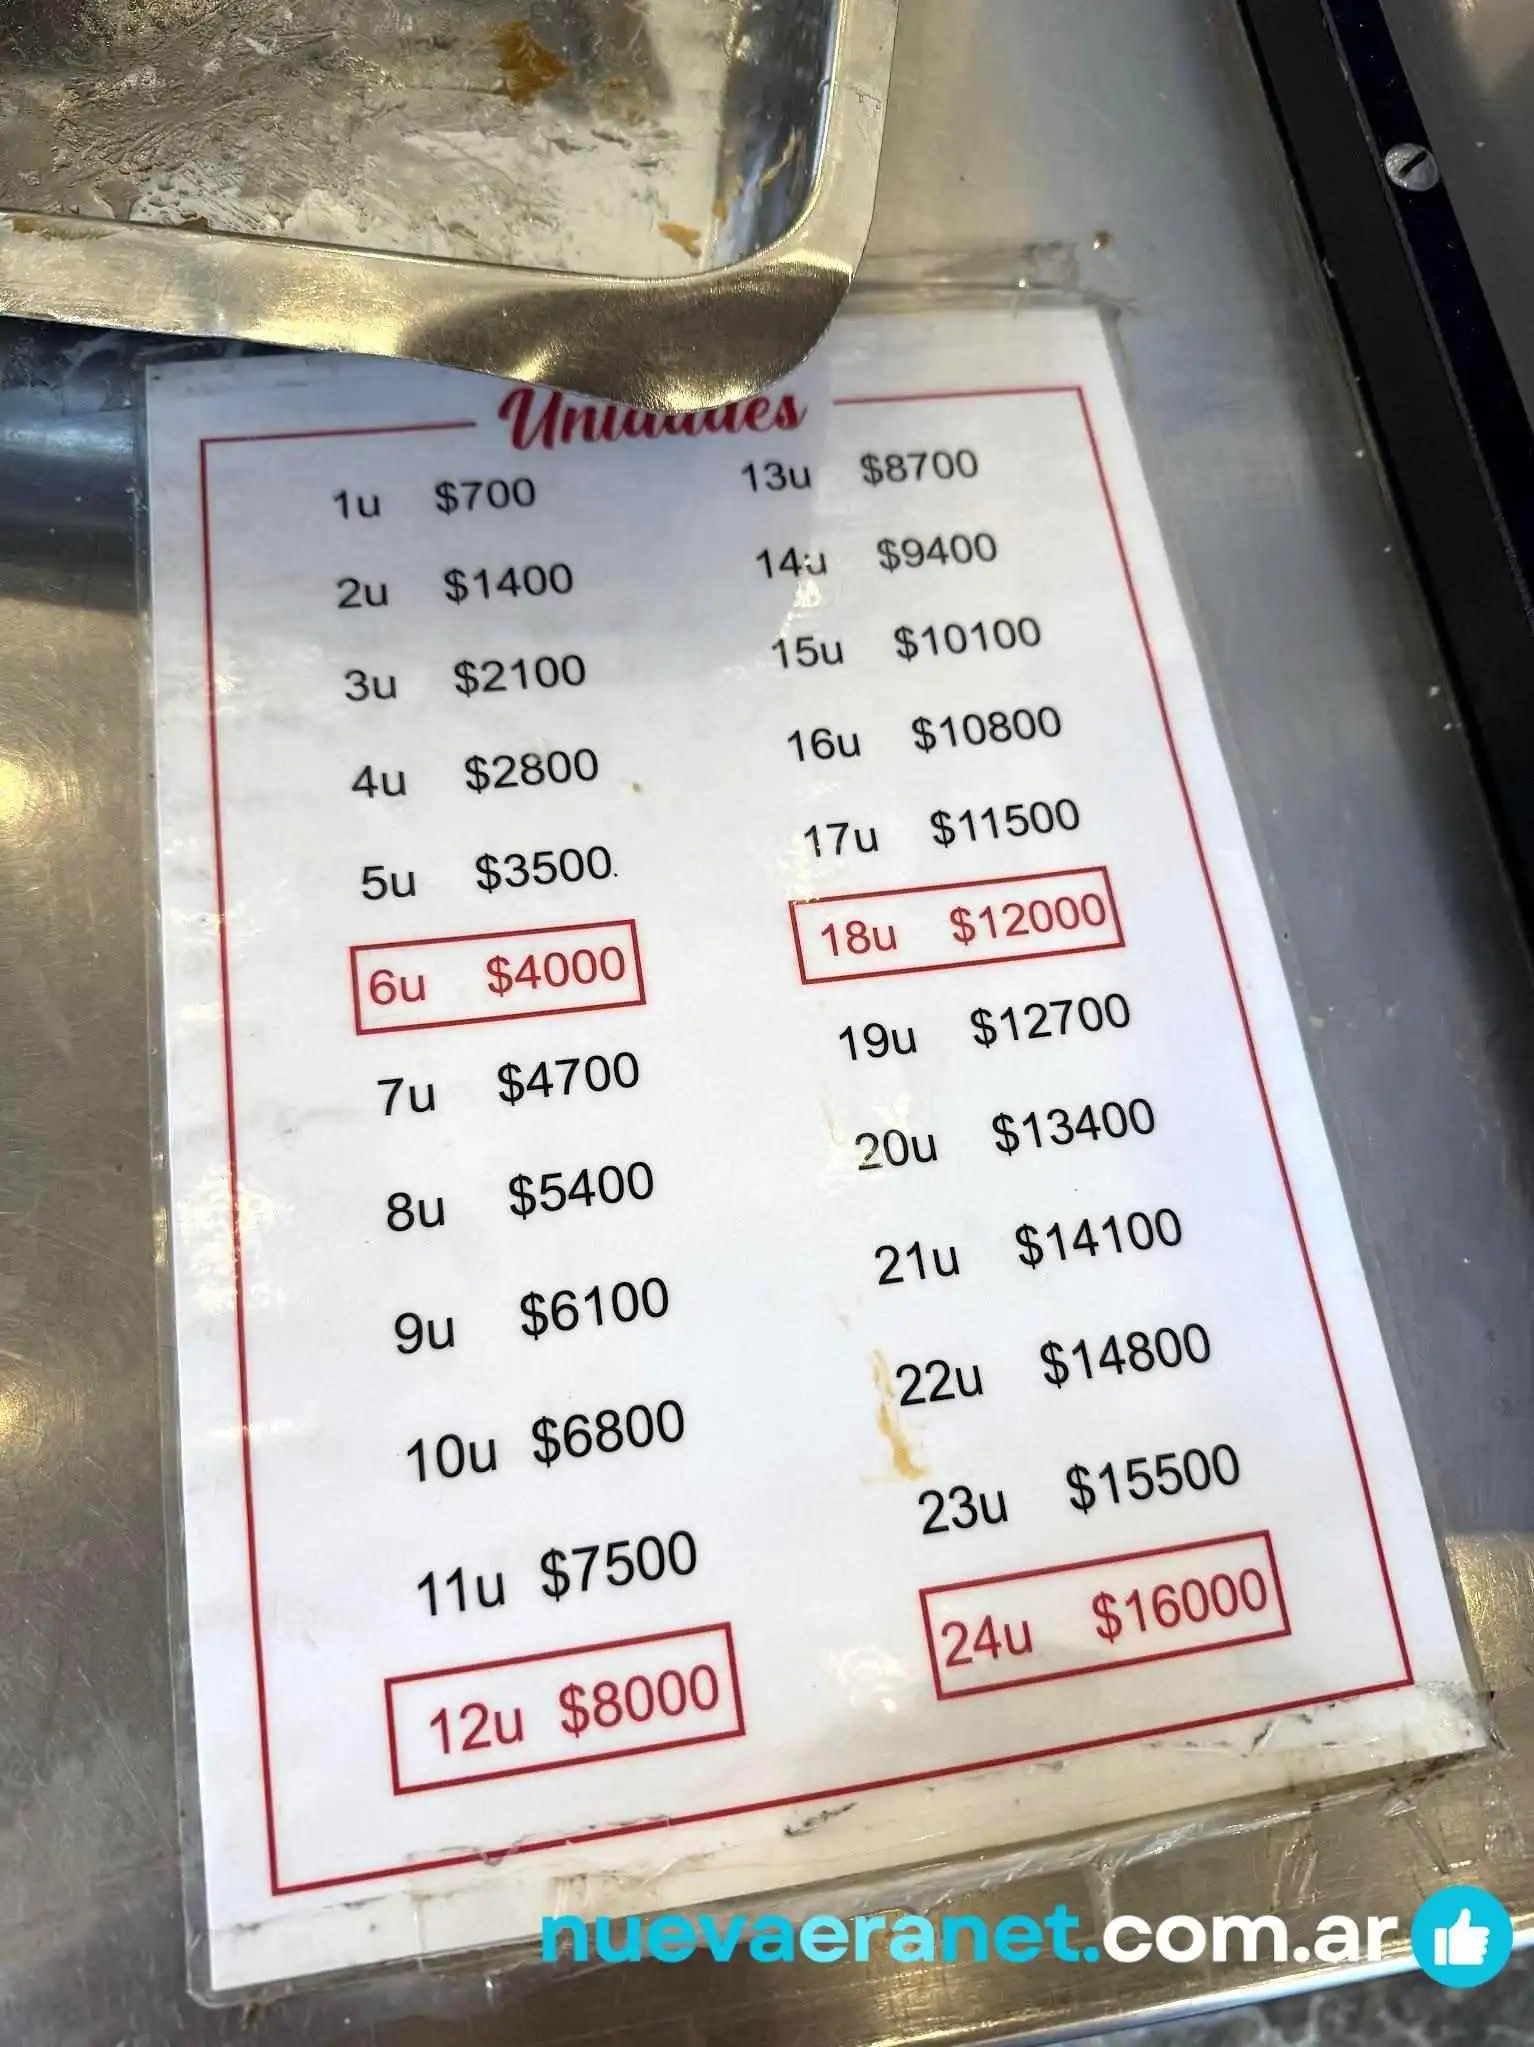 Unidades
1u $700
2u $1400
3u $2100
4u $2800
5u $3500
6u $4000
7u $4700
8u $5400
9u $6100
10u $6800
11u $7500
12u $8000
13u $8700
14u $9400
15u $10100
16u $10800
17u $11500
18u $12000
19u $12700
20u $13400
21u $14100
22u $14800
23u $15500
24u $16000
nuevaeranet.com.ar